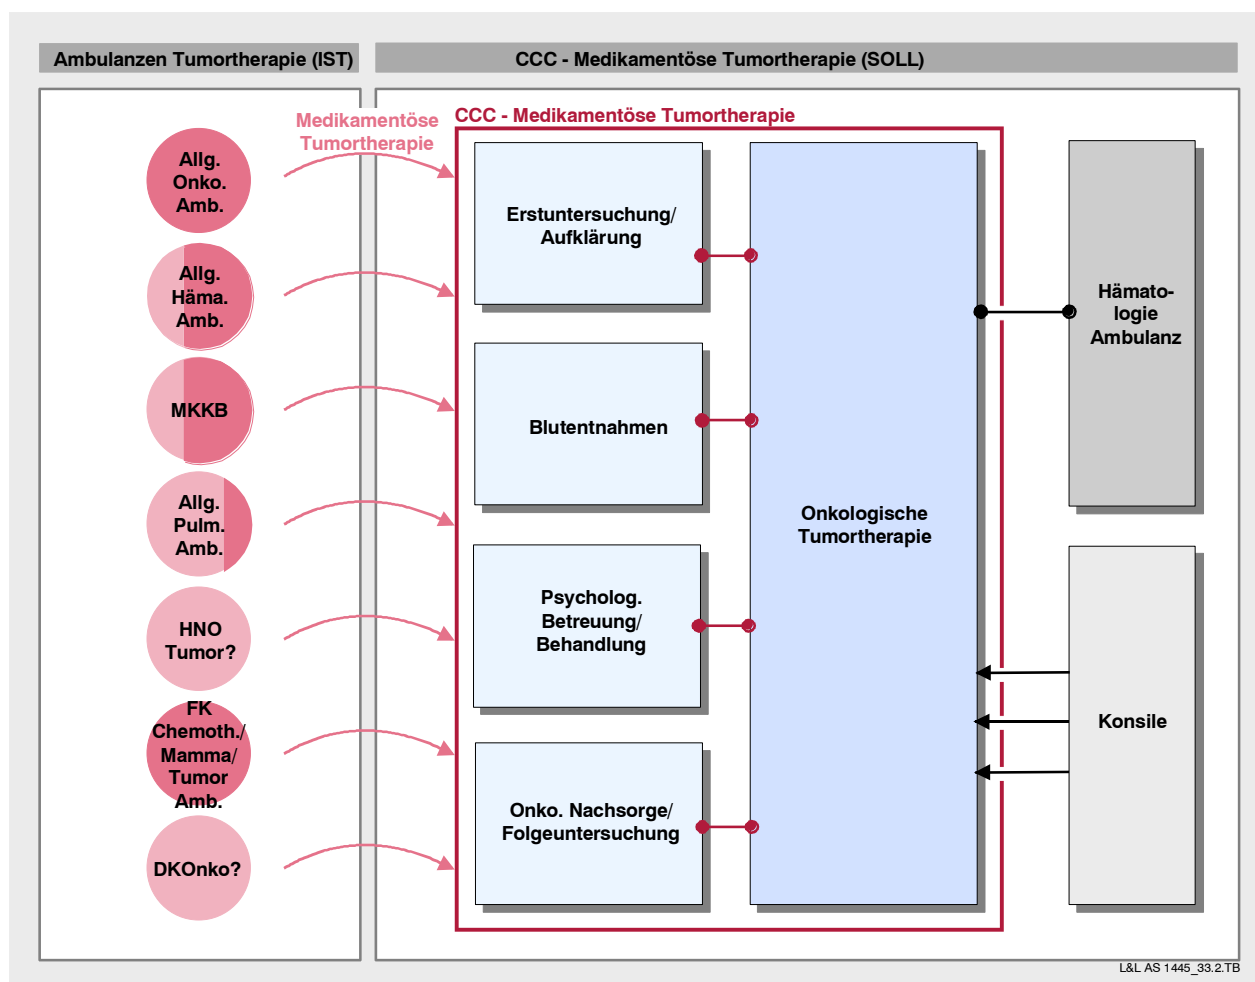 Ambulanzen Tumortherapie (IST)
CCC - Medikamentöse Tumortherapie (SOLL)
Medikamentöse
Tumortherapie
CCC - Medikamentöse Tumortherapie
Allg.
Onko.
Amb.
Allg.
Häma.
Amb.
MKKB
Allg.
Pulm.
Amb.
HNO
Tumor?
FK
Chemoth./
Mamma/
Tumor
Amb.
DKOnko?
Erstuntersuchung/
Aufklärung
Blutentnahmen
Psycholog.
Betreuung/
Behandlung
Onko. Nachsorge/
Folgeuntersuchung
Onkologische
Tumortherapie
Hämato-
logie
Ambulanz
Konsile
L&L AS 1445_33.2.TB